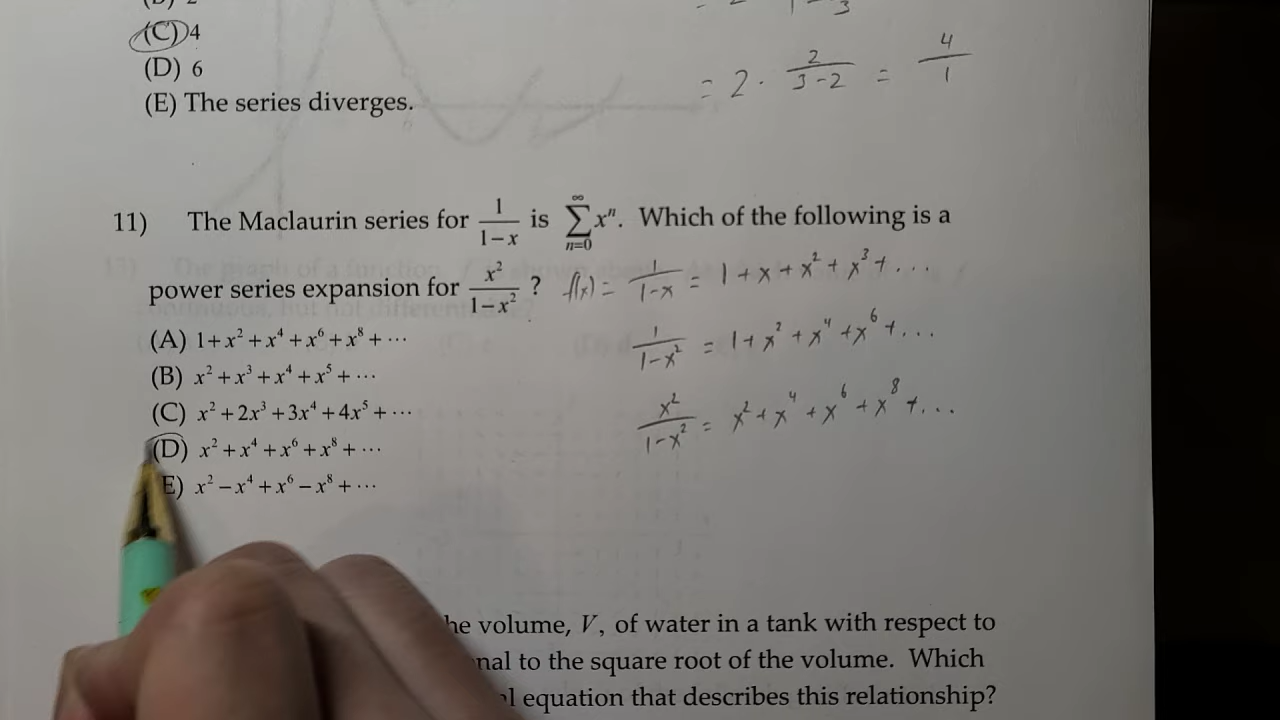 (C) 4
(D) 6
(E) The series diverges.
= 2 · 2/(3-2) = 4/1
11) The Maclaurin series for 1/(1-x) is ∑_{n=0}^{∞} xⁿ. Which of the following is a
power series expansion for x²/(1-x²) ?
f(x) = 1/(1-x) = 1 + x + x² + x³ + ...
(A) 1+x²+x⁴+x⁶+x⁸+⋯
1/(1-x²) = 1 + x² + x⁴ + x⁶ + ...
(B) x²+x³+x⁴+x⁵+⋯
(C) x²+2x³+3x⁴+4x⁵+⋯
x²/(1-x²) = x² + x⁴ + x⁶ + x⁸ + ...
(D) x²+x⁴+x⁶+x⁸+⋯
E) x²-x⁴+x⁶-x⁸+⋯
he volume, V, of water in a tank with respect to
nal to the square root of the volume. Which
equation that describes this relationship?